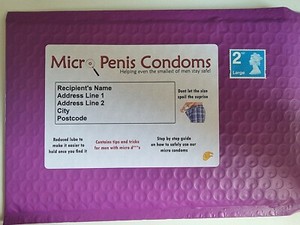 Micro Penis Condoms
Helping even the smallest of men stay safe!
Recipient's Name
Address Line 1
Address Line 2
City
Postcode
Dont let the size
spoil the suprise
2nd
Large
Reduced lube to
make it easier to
hold once you find it
Contains tips and tricks
for men with micro d***s
Step by step guide
on how to safely use our
micro condoms